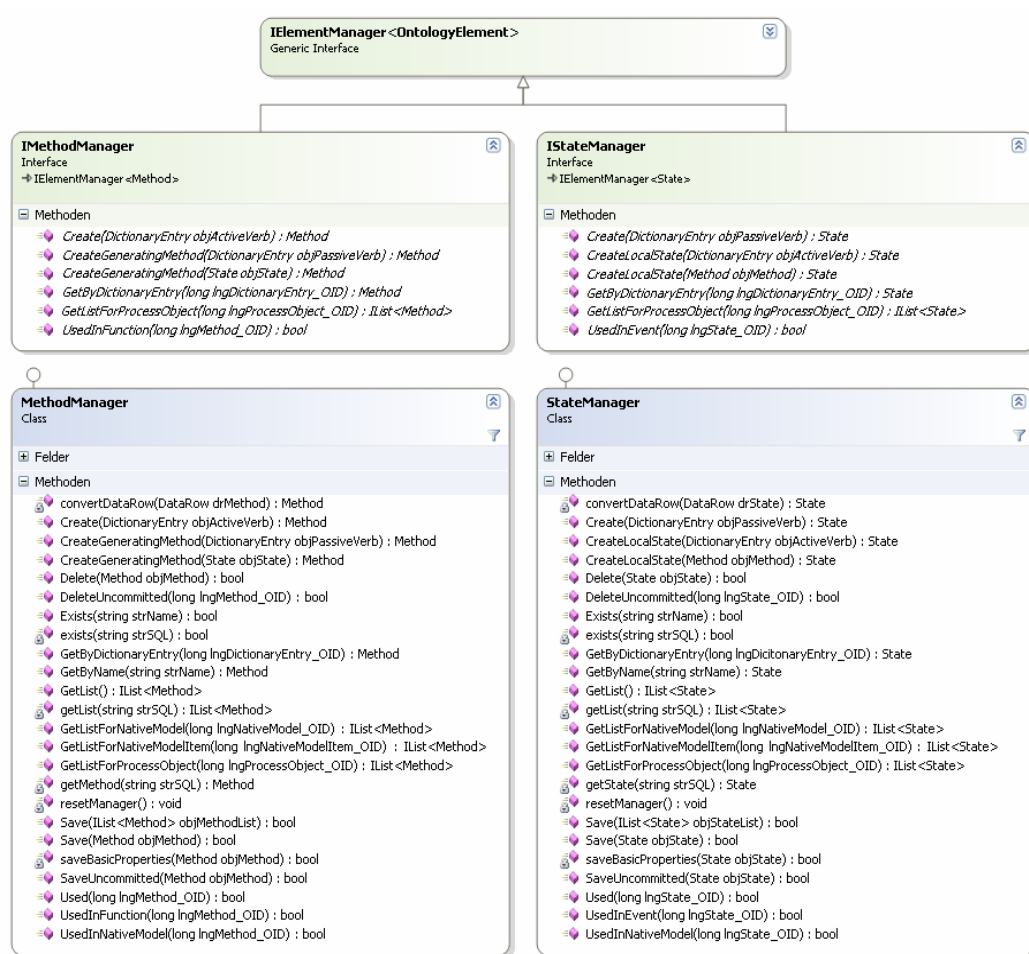 IElementManager<OntologyElement>
Generic Interface
IMethodManager
Interface
IElementManager<Method>
Methoden
Create(DictionaryEntry objActiveVerb) : Method
CreateGeneratingMethod(DictionaryEntry objPassiveVerb) : Method
CreateGeneratingMethod(State objState) : Method
GetByDictionaryEntry(long lngDictionaryEntry_OID) : Method
GetListForProcessObject(long lngProcessObject_OID) : IList<Method>
UsedInFunction(long lngMethod_OID) : bool
IStateManager
Interface
IElementManager<State>
Methoden
Create(DictionaryEntry objPassiveVerb) : State
CreateLocalState(DictionaryEntry objActiveVerb) : State
CreateLocalState(Method objMethod) : State
GetByDictionaryEntry(long lngDictionaryEntry_OID) : State
GetListForProcessObject(long lngProcessObject_OID) : IList<State>
UsedInEvent(long lngState_OID) : bool
MethodManager
Class
Felder
Methoden
convertDataRow(DataRow drMethod) : Method
Create(DictionaryEntry objActiveVerb) : Method
CreateGeneratingMethod(DictionaryEntry objPassiveVerb) : Method
CreateGeneratingMethod(State objState) : Method
Delete(Method objMethod) : bool
DeleteUncommitted(long lngMethod_OID) : bool
Exists(string strName) : bool
exists(string strSQL) : bool
GetByDictionaryEntry(long lngDictionaryEntry_OID) : Method
GetByName(string strName) : Method
GetList() : IList<Method>
getList(string strSQL) : IList<Method>
GetListForNativeModel(long lngNativeModel_OID) : IList<Method>
GetListForNativeModelItem(long lngNativeModelItem_OID) : IList<Method>
GetListForProcessObject(long lngProcessObject_OID) : IList<Method>
getMethod(string strSQL) : Method
resetManager() : void
Save(IList<Method> objMethodList) : bool
Save(Method objMethod) : bool
saveBasicProperties(Method objMethod) : bool
SaveUncommitted(Method objMethod) : bool
Used(long lngMethod_OID) : bool
UsedInFunction(long lngMethod_OID) : bool
UsedInNativeModel(long lngMethod_OID) : bool
StateManager
Class
Felder
Methoden
convertDataRow(DataRow drState) : State
Create(DictionaryEntry objPassiveVerb) : State
CreateLocalState(DictionaryEntry objActiveVerb) : State
CreateLocalState(Method objMethod) : State
Delete(State objState) : bool
DeleteUncommitted(long lngState_OID) : bool
Exists(string strName) : bool
exists(string strSQL) : bool
GetByDictionaryEntry(long lngDicitonaryEntry_OID) : State
GetByName(string strName) : State
GetList() : IList<State>
getList(string strSQL) : IList<State>
GetListForNativeModel(long lngNativeModel_OID) : IList<State>
GetListForNativeModelItem(long lngNativeModelItem_OID) : IList<State>
GetListForProcessObject(long lngProcessObject_OID) : IList<State>
getState(string strSQL) : State
resetManager() : void
Save(IList<State> objStateList) : bool
Save(State objState) : bool
saveBasicProperties(State objState) : bool
SaveUncommitted(State objState) : bool
Used(long lngState_OID) : bool
UsedInEvent(long lngState_OID) : bool
UsedInNativeModel(long lngState_OID) : bool